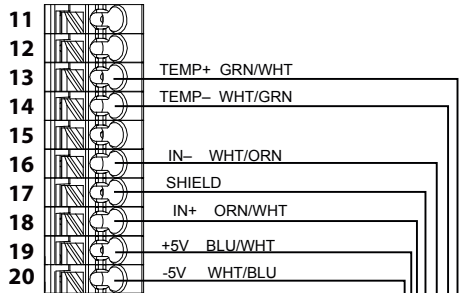 11
12
13 TEMP+ GRN/WHT
14 TEMP– WHT/GRN
15
16 IN– WHT/ORN
17 SHIELD
18 IN+ ORN/WHT
19 +5V BLU/WHT
20 -5V WHT/BLU